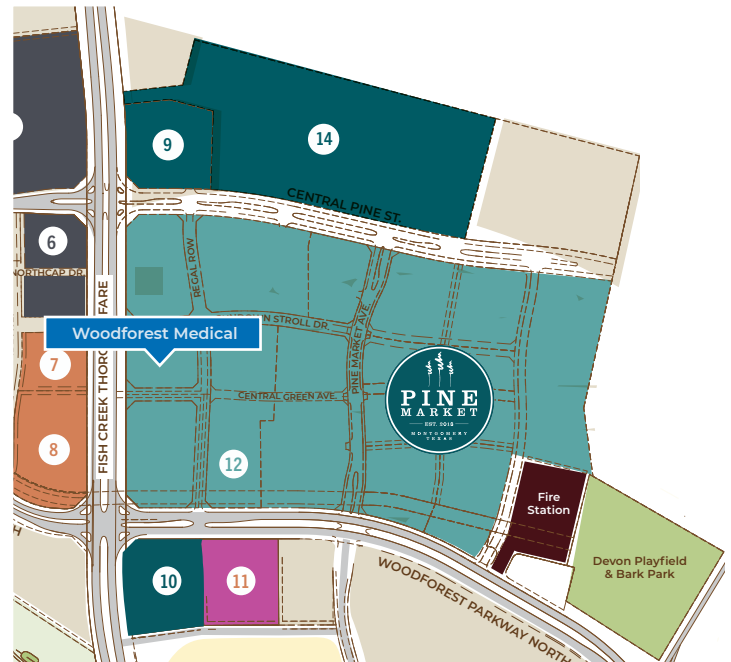 14
9
CENTRAL PINE ST.
6
NORTHCAP DR.
REGAL ROW
FISH CREEK THORO
FARE
N STROLL DR.
PINE MARKET AVE.
Woodforest Medical
7
CENTRAL GREEN AVE.
PINE
MARKET
EST. 2018
MONTGOMERY
TEXAS
8
12
Fire
Station
Devon Playfield
& Bark Park
10
11
WOODFOREST PARKWAY NORTH
H